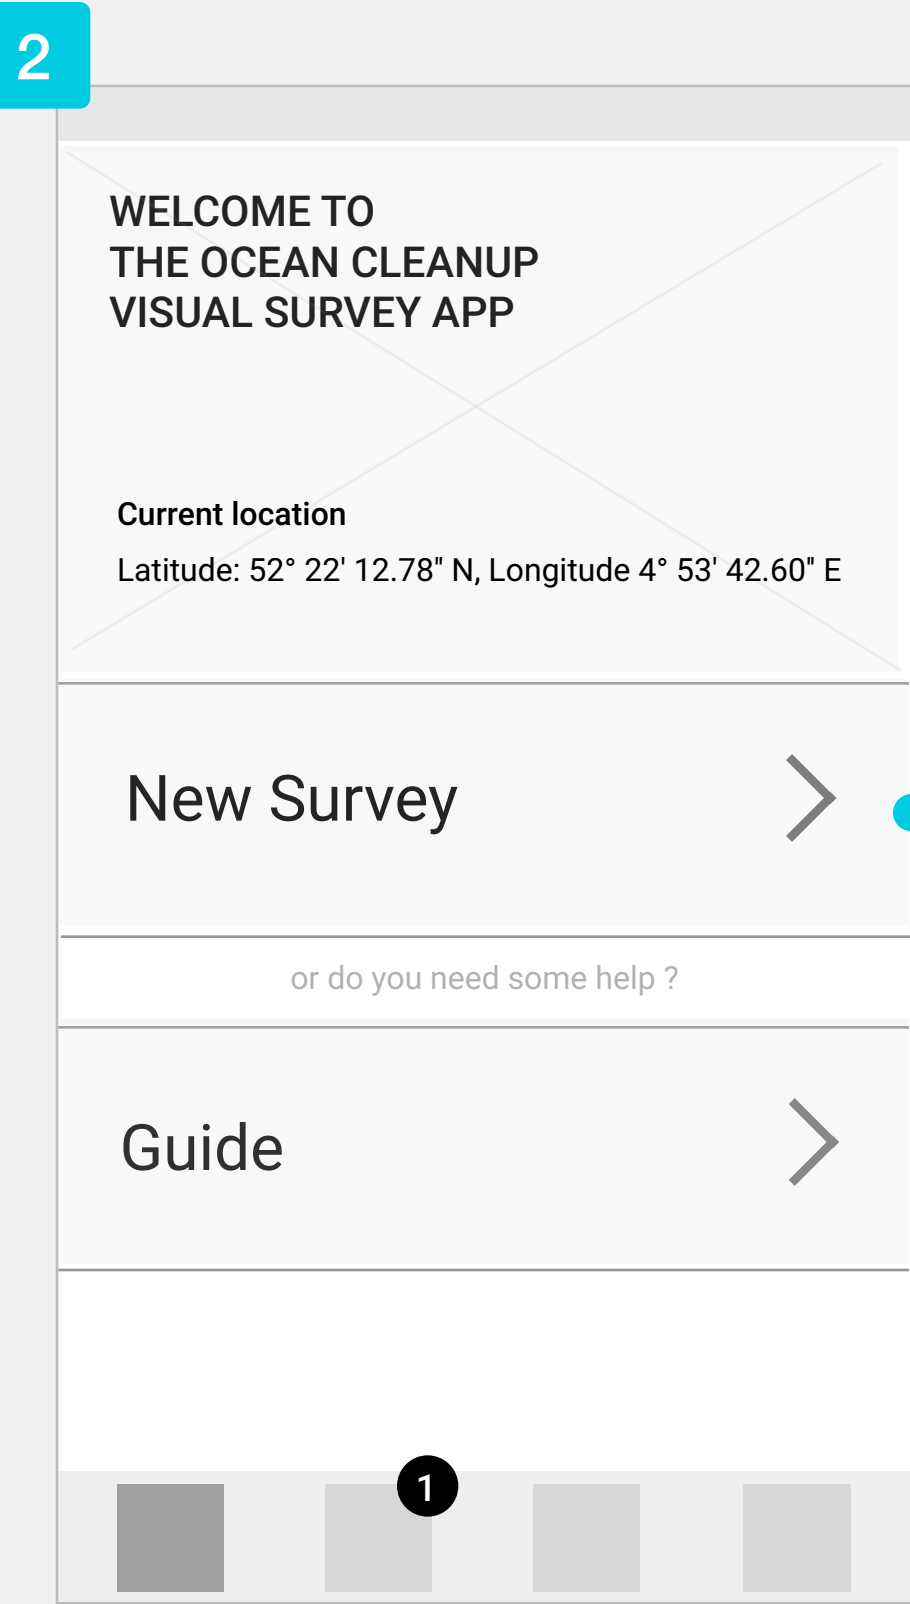 2
WELCOME TO
THE OCEAN CLEANUP
VISUAL SURVEY APP
Current location
Latitude: 52° 22' 12.78" N, Longitude 4° 53' 42.60" E
New Survey
or do you need some help ?
Guide
1